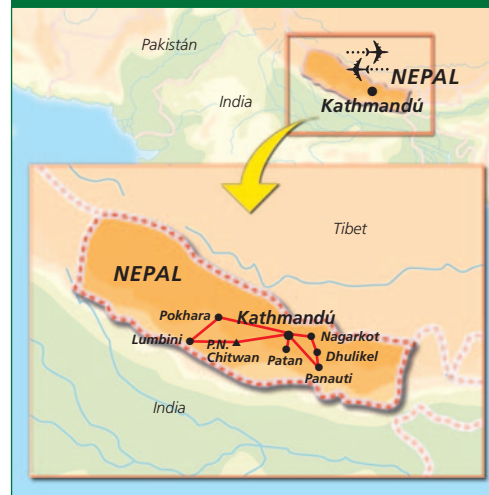 Pakistán
India
NEPAL
Kathmandú
Tibet
NEPAL
Pokhara
Kathmandú
Lumbini
P.N.
Chitwan
Patan
Nagarkot
Dhulikel
Panauti
India